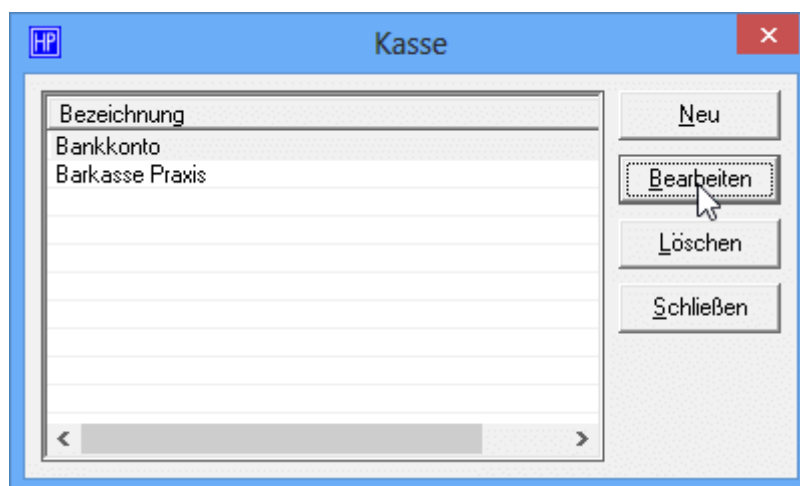 HP
Kasse
Bezeichnung
Bankkonto
Barkasse Praxis
Neu
Bearbeiten
Löschen
Schließen